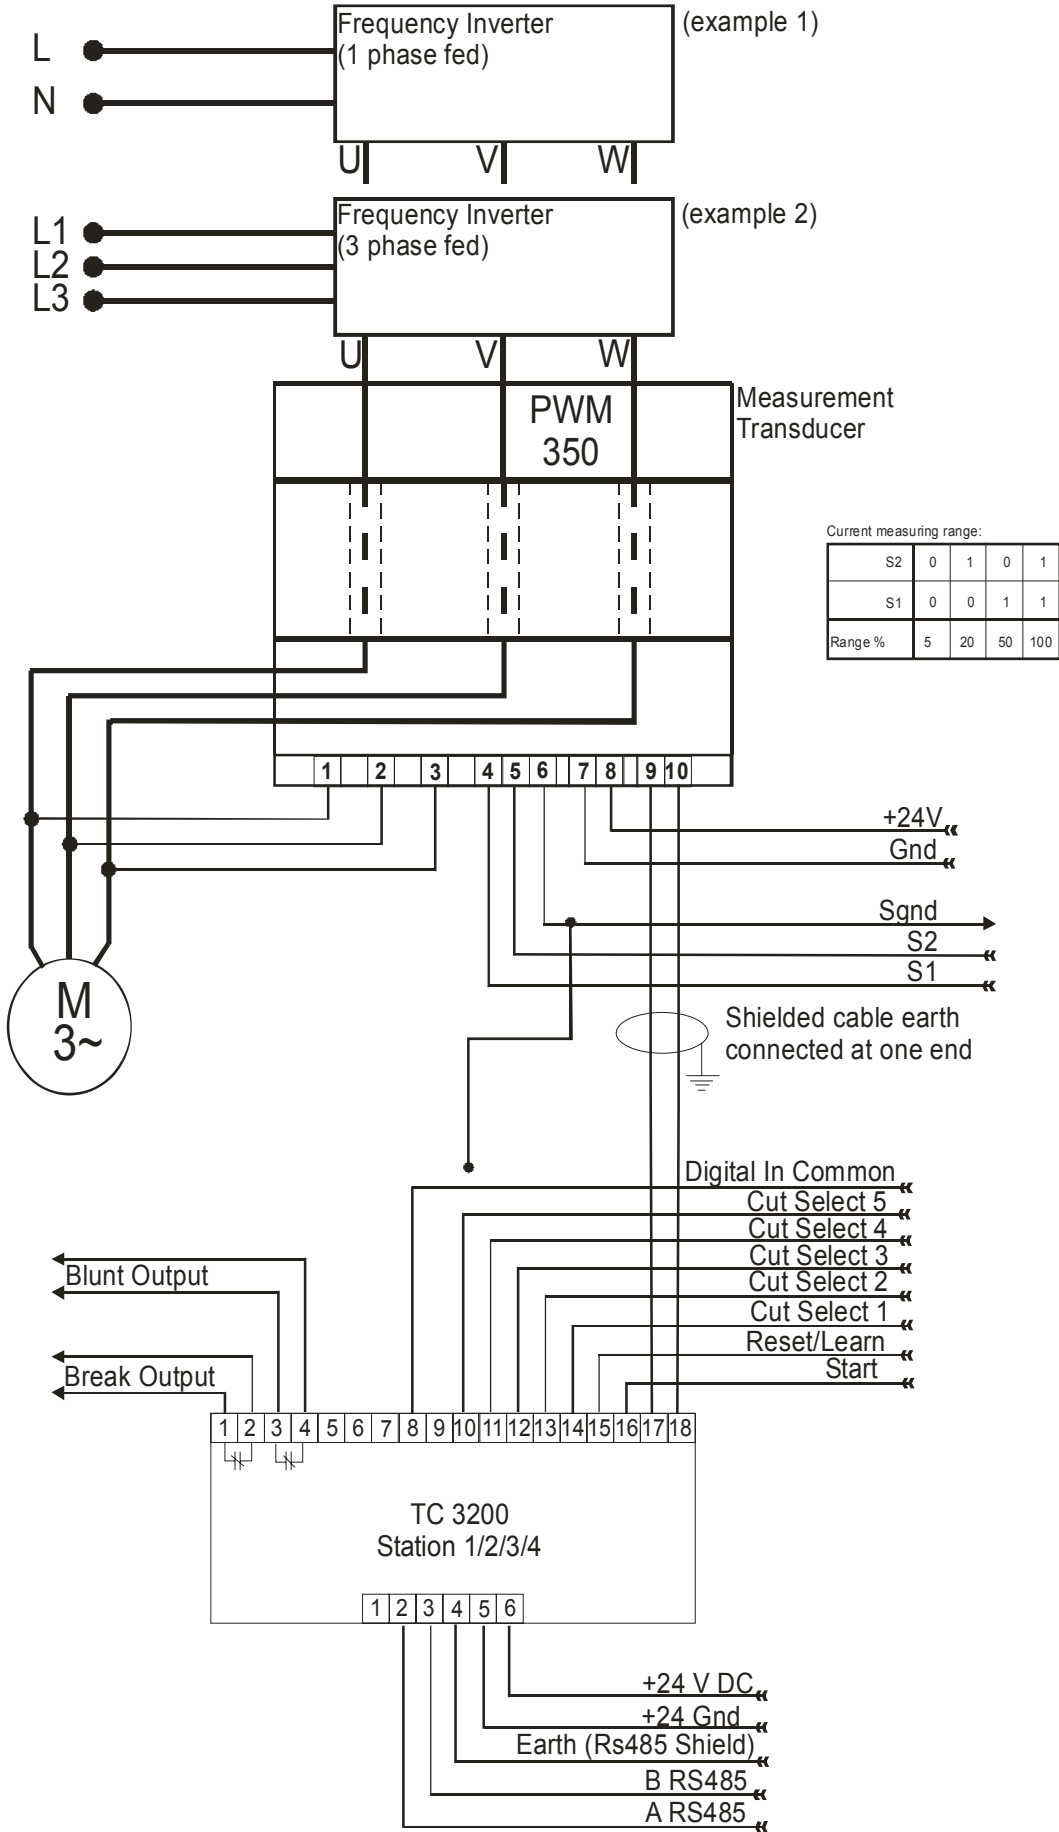 Frequency Inverter
(1 phase fed)
(example 1)
L
N
U V W
Frequency Inverter
(3 phase fed)
(example 2)
L1
L2
L3
U V W
PWM
350
Measurement
Transducer
Current measuring range:
S2 0 1 0 1
S1 0 0 1 1
Range % 5 20 50 100
1 2 3 4 5 6 7 8 9 10
+24V
Gnd
Sgnd
S2
S1
M
3~
Shielded cable earth
connected at one end
Digital In Common
Cut Select 5
Cut Select 4
Cut Select 3
Cut Select 2
Cut Select 1
Reset/Learn
Start
Blunt Output
Break Output
1 2 3 4 5 6 7 8 9 10 11 12 13 14 15 16 17 18
TC 3200
Station 1/2/3/4
1 2 3 4 5 6
+24 V DC
+24 Gnd
Earth (Rs485 Shield)
B RS485
A RS485